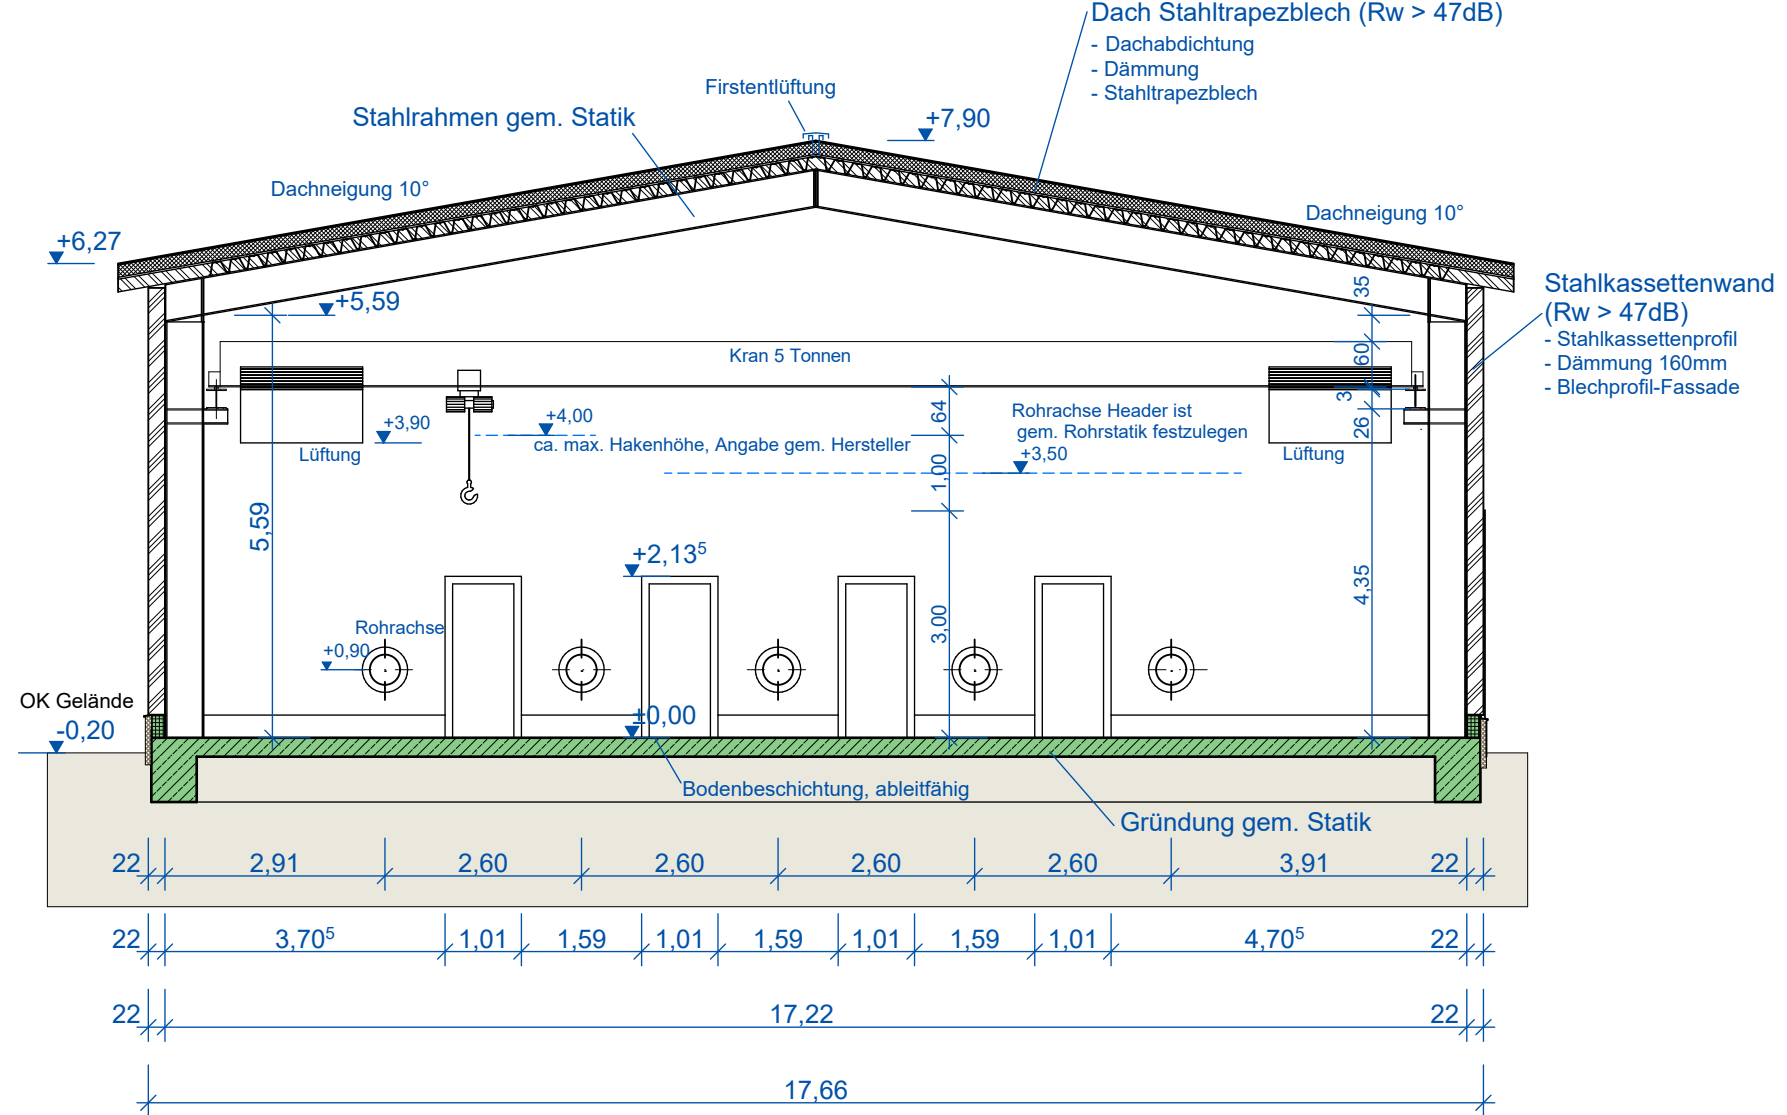 Dach Stahltrapezblech (Rw > 47dB)
- Dachabdichtung
- Dämmung
- Stahltrapezblech
Firstentlüftung
Stahlrahmen gem. Statik
+7,90
Dachneigung 10°
Dachneigung 10°
+6,27
+5,59
35
Stahlkassettenwand
(Rw > 47dB)
- Stahlkassettenprofil
- Dämmung 160mm
- Blechprofil-Fassade
Kran 5 Tonnen
60
3
64
26
+3,90
Lüftung
+4,00
ca. max. Hakenhöhe, Angabe gem. Hersteller
Rohrachse Header ist
gem. Rohrstatik festzulegen
+3,50
Lüftung
1,00
5,59
+2,13⁵
4,35
3,00
Rohrachse
+0,90
OK Gelände
-0,20
±0,00
Bodenbeschichtung, ableitfähig
Gründung gem. Statik
22 2,91 2,60 2,60 2,60 2,60 3,91 22
22 3,70⁵ 1,01 1,59 1,01 1,59 1,01 1,59 1,01 4,70⁵ 22
22 17,22 22
17,66